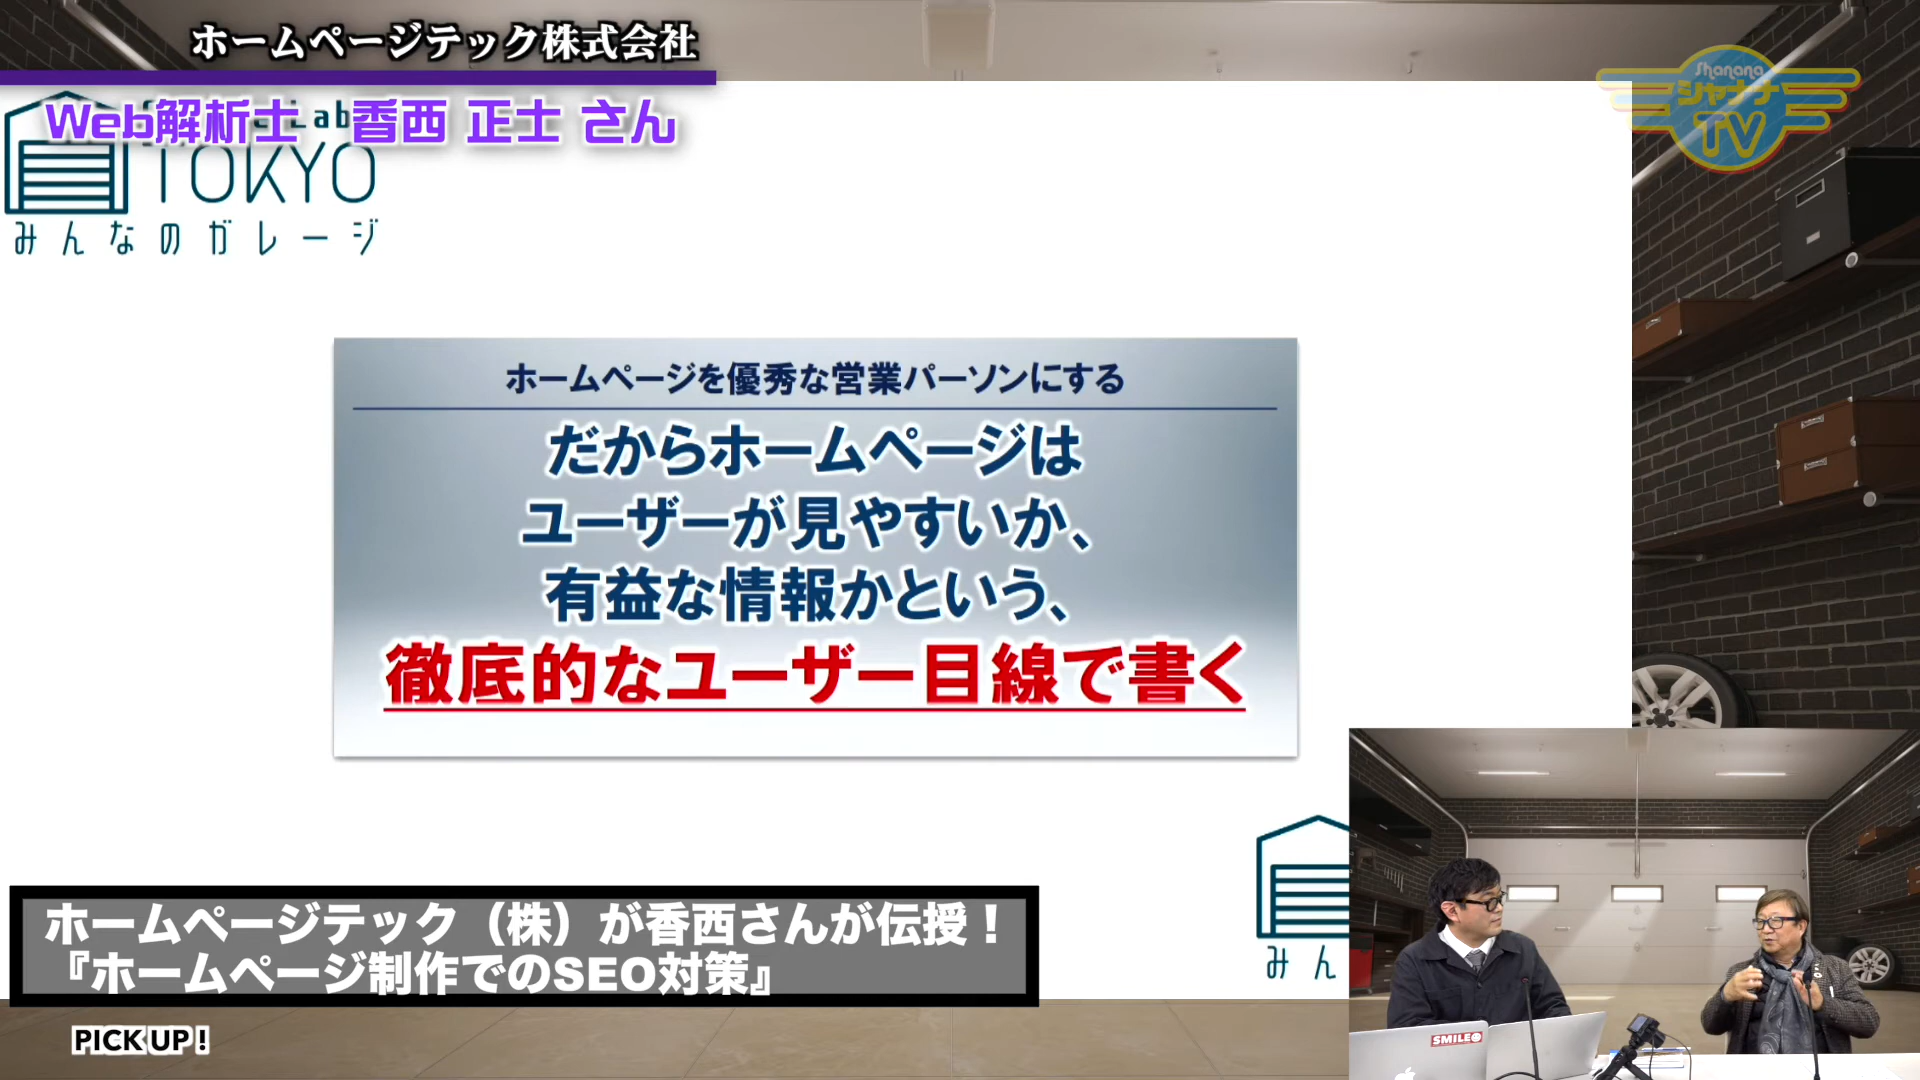 ホームページテック株式会社
Web解析士 香西 正士 さん
TOKYO
みんなのガレージ
Shanana
シャナナ
TV
ホームページを優秀な営業パーソンにする
だからホームページは
ユーザーが見やすいか、
有益な情報かという、
徹底的なユーザー目線で書く
みん
ホームページテック（株）が香西さんが伝授！
『ホームページ制作でのSEO対策』
SMILE
PICK UP !